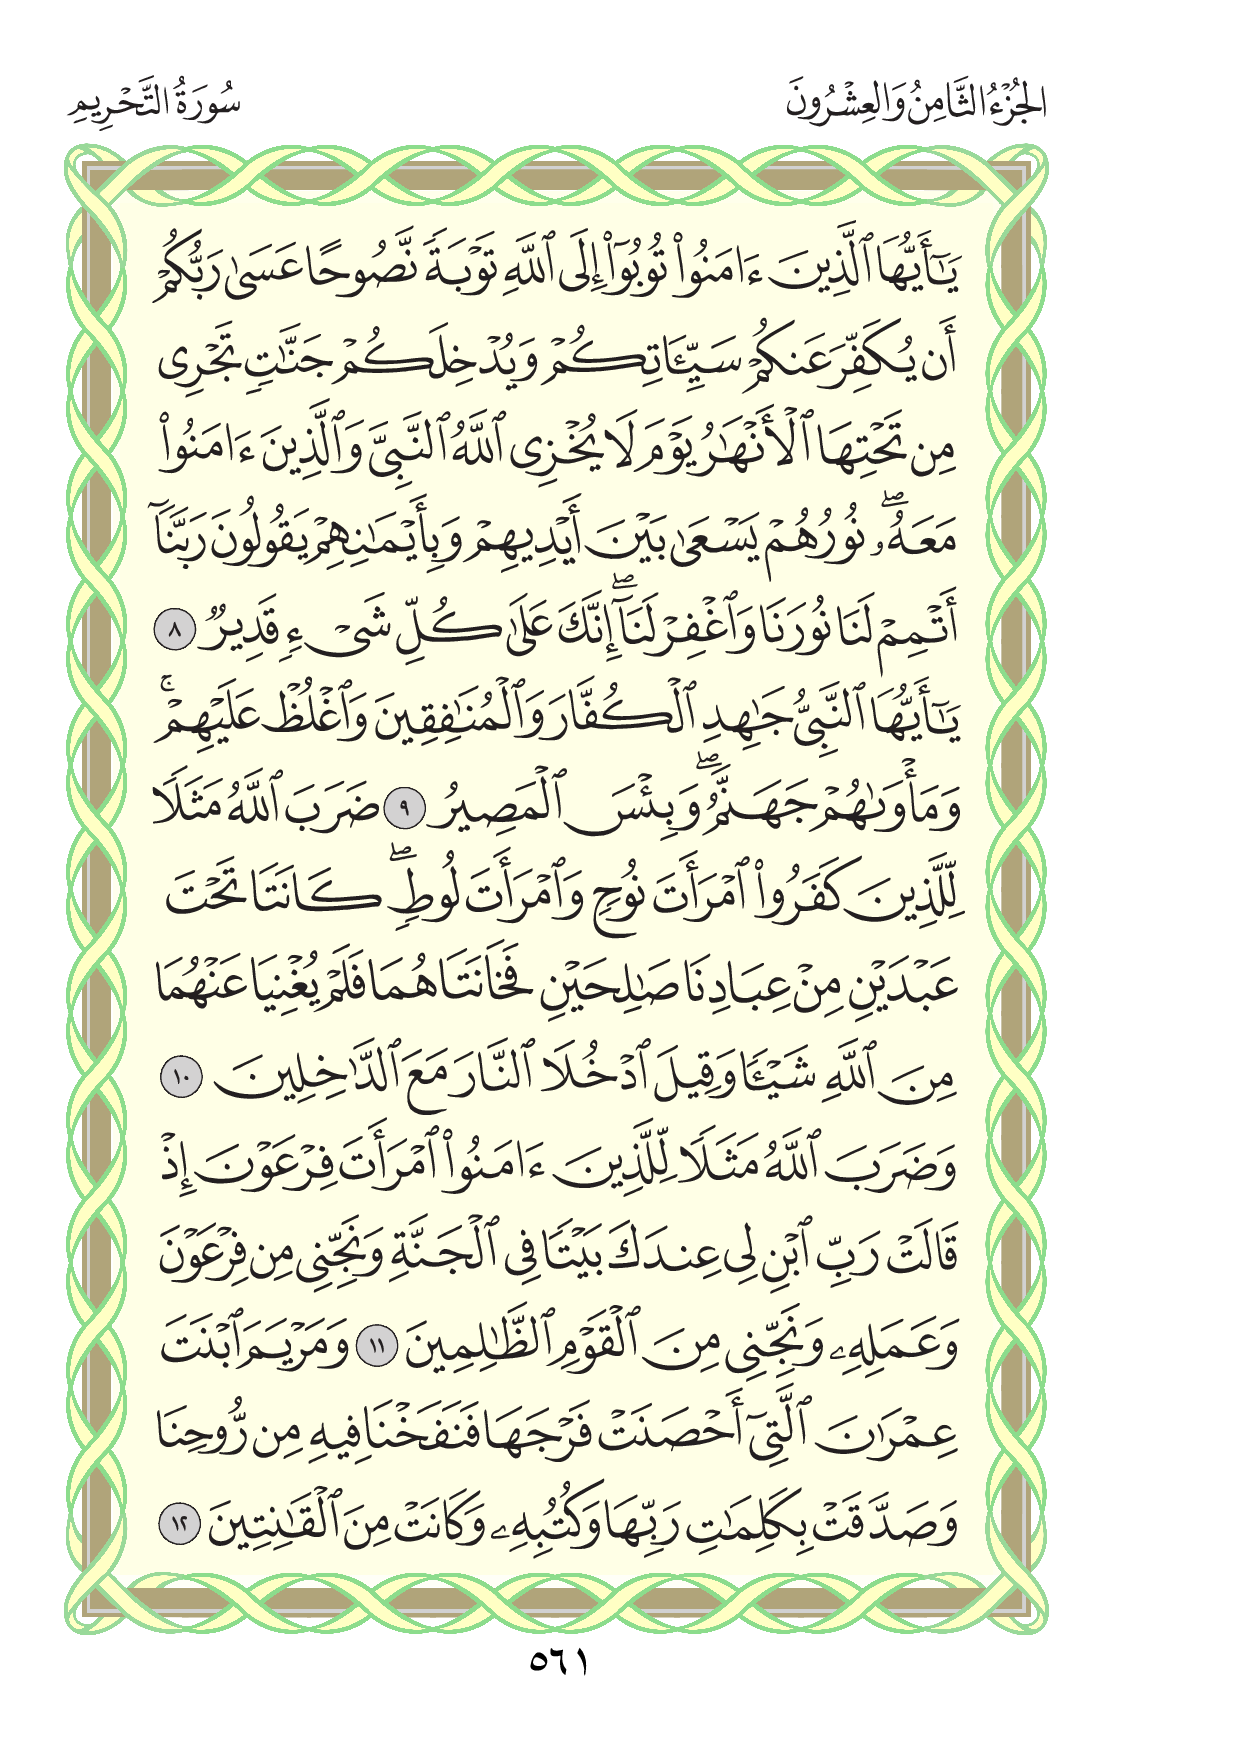 الجُزْءُ الثَّامِنُ وَالعِشْرُونَ
سُورَةُ التَّحْرِيمِ
يَٰٓأَيُّهَا ٱلَّذِينَ ءَامَنُوا۟ تُوبُوٓا۟ إِلَى ٱللَّهِ تَوْبَةً نَّصُوحًا عَسَىٰ رَبُّكُمْ
أَن يُكَفِّرَ عَنكُمْ سَيِّـَٔاتِكُمْ وَيُدْخِلَكُمْ جَنَّٰتٍ تَجْرِى
مِن تَحْتِهَا ٱلْأَنْهَٰرُ يَوْمَ لَا يُخْزِى ٱللَّهُ ٱلنَّبِىَّ وَٱلَّذِينَ ءَامَنُوا۟
مَعَهُۥ ۖ نُورُهُمْ يَسْعَىٰ بَيْنَ أَيْدِيهِمْ وَبِأَيْمَٰنِهِمْ يَقُولُونَ رَبَّنَآ
أَتْمِمْ لَنَا نُورَنَا وَٱغْفِرْ لَنَآ ۖ إِنَّكَ عَلَىٰ كُلِّ شَىْءٍ قَدِيرٌ ٨
يَٰٓأَيُّهَا ٱلنَّبِىُّ جَٰهِدِ ٱلْكُفَّارَ وَٱلْمُنَٰفِقِينَ وَٱغْلُظْ عَلَيْهِمْ ۚ
وَمَأْوَىٰهُمْ جَهَنَّمُ ۖ وَبِئْسَ ٱلْمَصِيرُ ٩ ضَرَبَ ٱللَّهُ مَثَلًا
لِّلَّذِينَ كَفَرُوا۟ ٱمْرَأَتَ نُوحٍ وَٱمْرَأَتَ لُوطٍ ۖ كَانَتَا تَحْتَ
عَبْدَيْنِ مِنْ عِبَادِنَا صَٰلِحَيْنِ فَخَانَتَاهُمَا فَلَمْ يُغْنِيَا عَنْهُمَا
مِنَ ٱللَّهِ شَيْـًٔا وَقِيلَ ٱدْخُلَا ٱلنَّارَ مَعَ ٱلدَّٰخِلِينَ ١٠
وَضَرَبَ ٱللَّهُ مَثَلًا لِّلَّذِينَ ءَامَنُوا۟ ٱمْرَأَتَ فِرْعَوْنَ إِذْ
قَالَتْ رَبِّ ٱبْنِ لِى عِندَكَ بَيْتًا فِى ٱلْجَنَّةِ وَنَجِّنِى مِن فِرْعَوْنَ
وَعَمَلِهِۦ وَنَجِّنِى مِنَ ٱلْقَوْمِ ٱلظَّٰلِمِينَ ١١ وَمَرْيَمَ ٱبْنَتَ
عِمْرَٰنَ ٱلَّتِىٓ أَحْصَنَتْ فَرْجَهَا فَنَفَخْنَا فِيهِ مِن رُّوحِنَا
وَصَدَّقَتْ بِكَلِمَٰتِ رَبِّهَا وَكُتُبِهِۦ وَكَانَتْ مِنَ ٱلْقَٰنِتِينَ ١٢
٥٦١